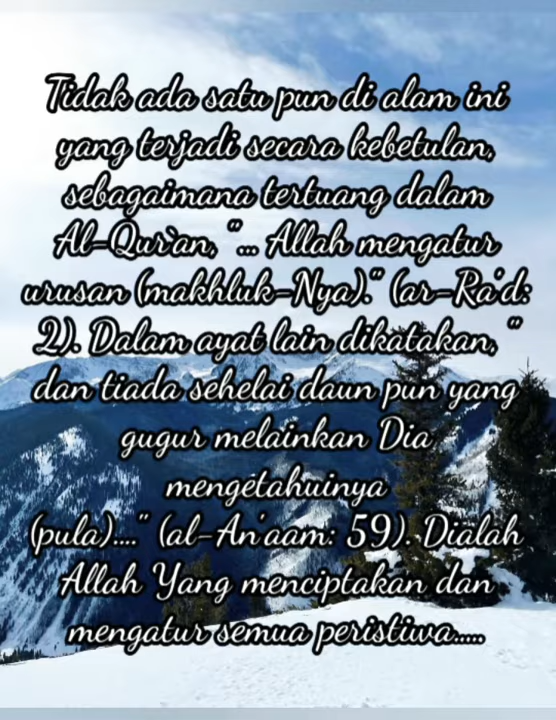 Tidak ada satu pun di alam ini
yang terjadi secara kebetulan,
sebagaimana tertuang dalam
Al-Qur`an, "... Allah mengatur
urusan (makhluk-Nya)." (ar-Ra'd:
2). Dalam ayat lain dikatakan, "
dan tiada sehelai daun pun yang
gugur melainkan Dia
mengetahuinya
(pula)...." (al-An'aam: 59). Dialah
Allah Yang menciptakan dan
mengatur semua peristiwa.....